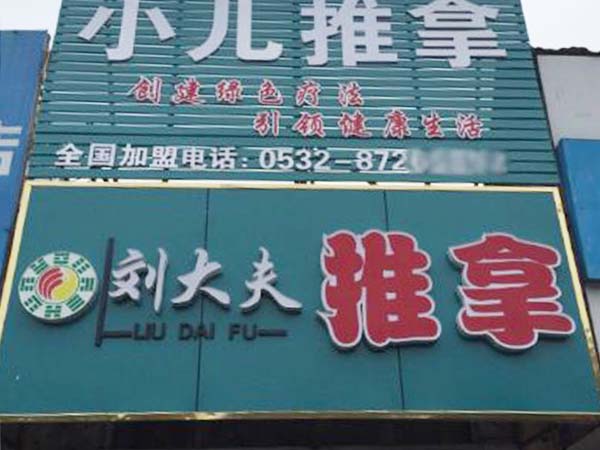 小儿推拿
创建绿色疗法
引领健康生活
全国加盟电话：0532-872
刘大夫 推拿
LIU DAI FU